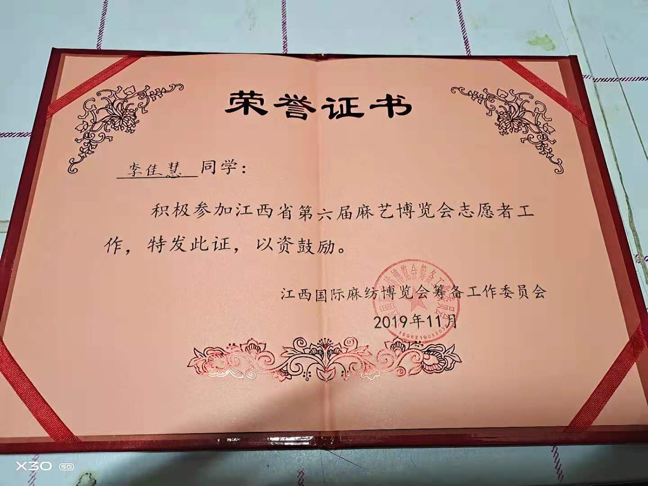 荣誉证书
李佳慧 同学：
积极参加江西省第六届麻艺博览会志愿者工
作，特发此证，以资鼓励。
江西国际麻纺博览会筹备工作委员会
2019年11月
X30 5G